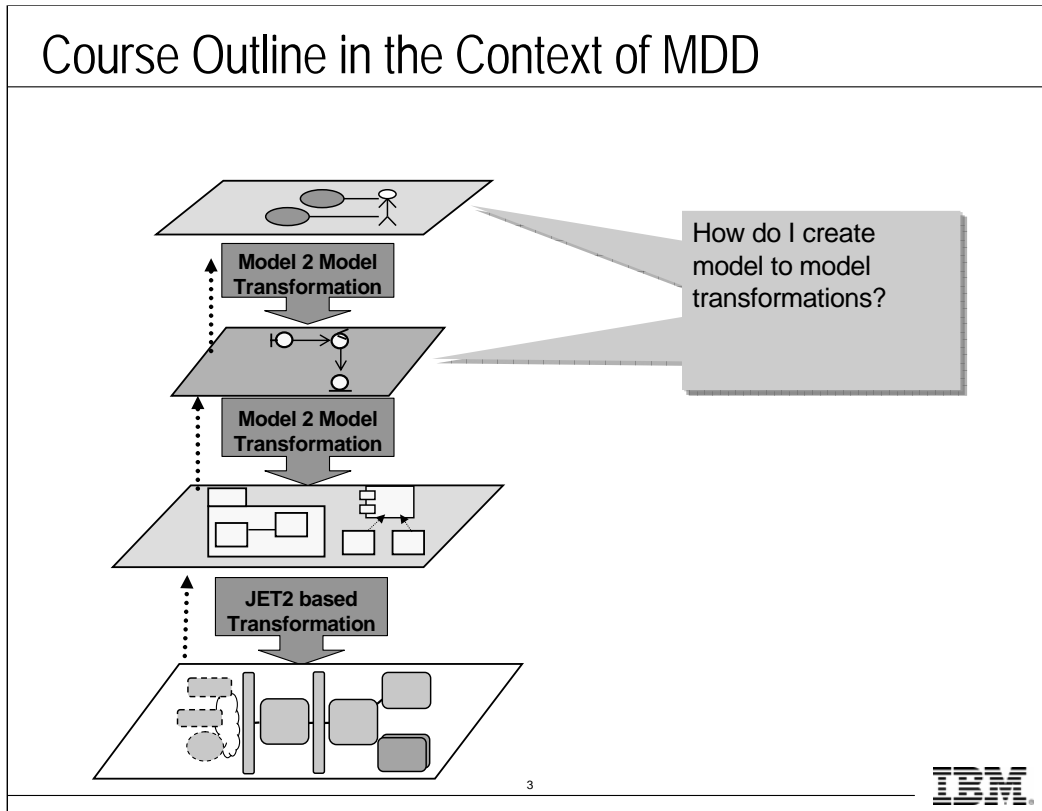 Course Outline in the Context of MDD
Model 2 Model
Transformation
How do I create
model to model
transformations?
Model 2 Model
Transformation
JET2 based
Transformation
3
IBM®